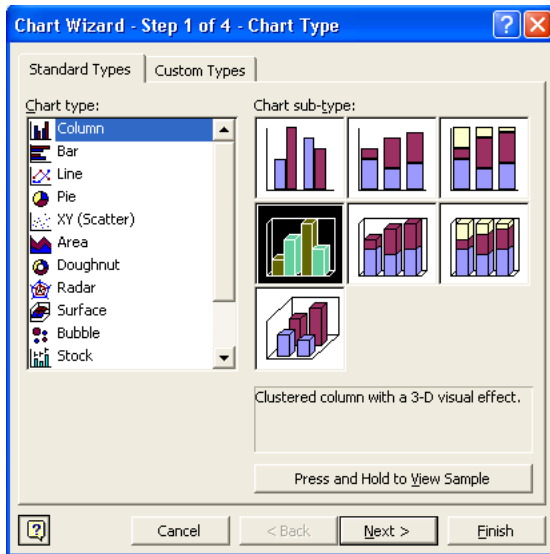 Chart Wizard - Step 1 of 4 - Chart Type
Standard Types
Custom Types
Chart type:
Column
Bar
Line
Pie
XY (Scatter)
Area
Doughnut
Radar
Surface
Bubble
Stock
Chart sub-type:
Clustered column with a 3-D visual effect.
Press and Hold to View Sample
Cancel
< Back
Next >
Finish